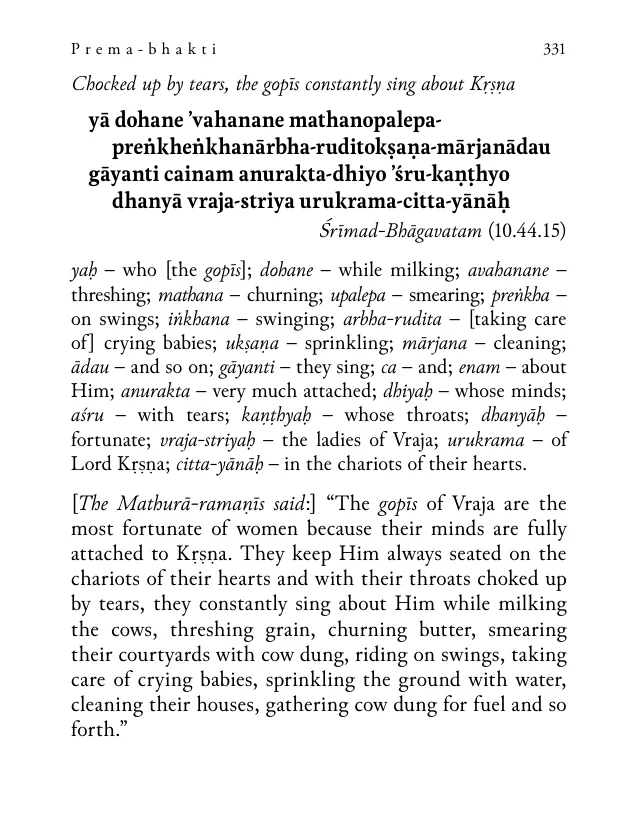 Prema-bhakti 331
Chocked up by tears, the gopīs constantly sing about Kṛṣṇa
yā dohane ’vahanane mathanopalepa-
preṅkheṅkhanārbha-ruditokṣaṇa-mārjanādau
gāyanti cainam anurakta-dhiyo ’śru-kaṇṭhyo
dhanyā vraja-striya urukrama-citta-yānāḥ
Śrīmad-Bhāgavatam (10.44.15)
yaḥ – who [the gopīs]; dohane – while milking; avahanane –
threshing; mathana – churning; upalepa – smearing; preṅkha –
on swings; iṅkhana – swinging; arbha-rudita – [taking care
of] crying babies; ukṣaṇa – sprinkling; mārjana – cleaning;
ādau – and so on; gāyanti – they sing; ca – and; enam – about
Him; anurakta – very much attached; dhiyaḥ – whose minds;
aśru – with tears; kaṇṭhyaḥ – whose throats; dhanyāḥ –
fortunate; vraja-striyaḥ – the ladies of Vraja; urukrama – of
Lord Kṛṣṇa; citta-yānāḥ – in the chariots of their hearts.
[The Mathurā-ramaṇīs said:] “The gopīs of Vraja are the
most fortunate of women because their minds are fully
attached to Kṛṣṇa. They keep Him always seated on the
chariots of their hearts and with their throats choked up
by tears, they constantly sing about Him while milking
the cows, threshing grain, churning butter, smearing
their courtyards with cow dung, riding on swings, taking
care of crying babies, sprinkling the ground with water,
cleaning their houses, gathering cow dung for fuel and so
forth.”